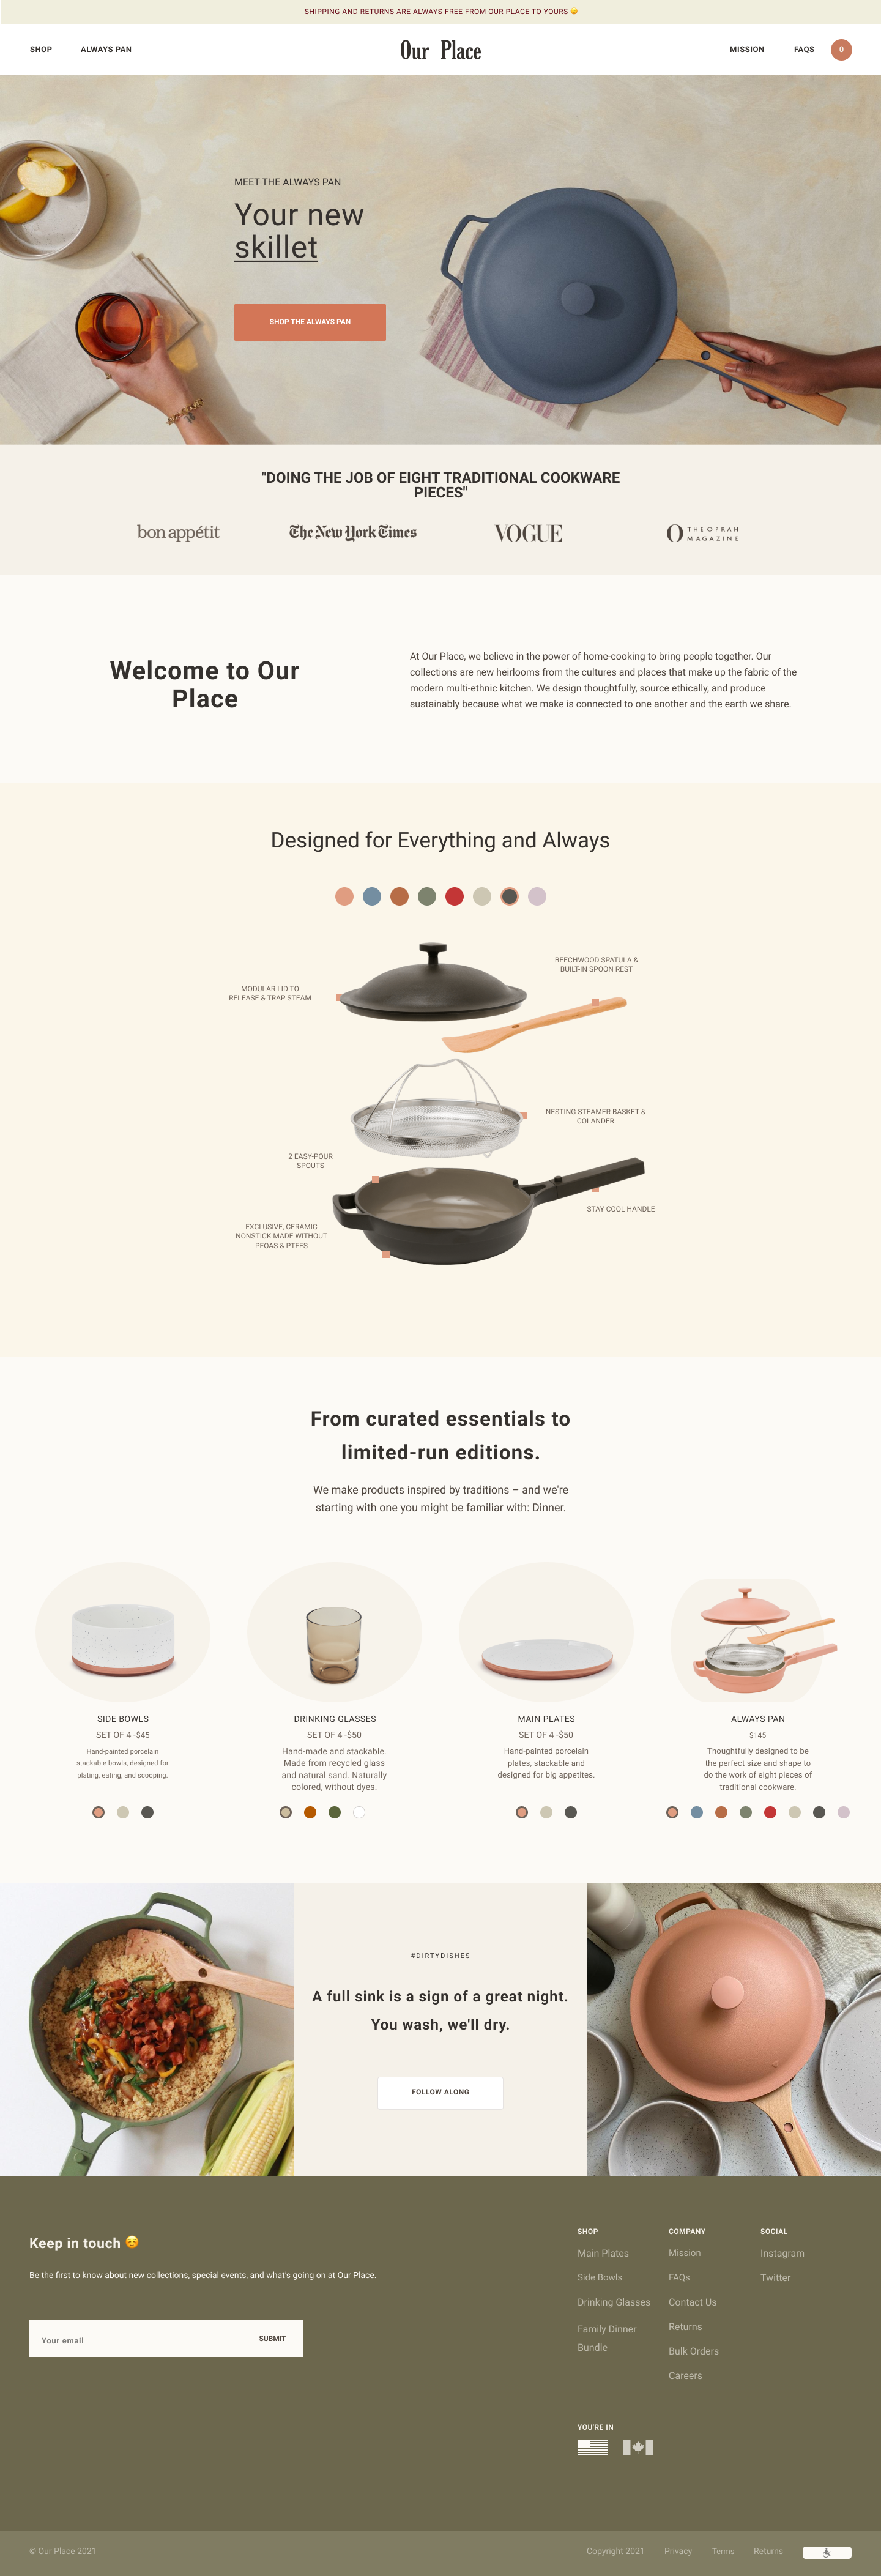 SHIPPING AND RETURNS ARE ALWAYS FREE FROM OUR PLACE TO YOURS 😊
SHOP
ALWAYS PAN
Our Place
MISSION
FAQS
0
MEET THE ALWAYS PAN
Your new
skillet
SHOP THE ALWAYS PAN
"DOING THE JOB OF EIGHT TRADITIONAL COOKWARE
PIECES"
bon appétit
The New York Times
VOGUE
O THE OPRAH
MAGAZINE
Welcome to Our
Place
At Our Place, we believe in the power of home-cooking to bring people together. Our
collections are new heirlooms from the cultures and places that make up the fabric of the
modern multi-ethnic kitchen. We design thoughtfully, source ethically, and produce
sustainably because what we make is connected to one another and the earth we share.
Designed for Everything and Always
BEECHWOOD SPATULA &
BUILT-IN SPOON REST
MODULAR LID TO
RELEASE & TRAP STEAM
NESTING STEAMER BASKET &
COLANDER
2 EASY-POUR
SPOUTS
STAY COOL HANDLE
EXCLUSIVE, CERAMIC
NONSTICK MADE WITHOUT
PFOAS & PTFES
From curated essentials to
limited-run editions.
We make products inspired by traditions – and we're
starting with one you might be familiar with: Dinner.
SIDE BOWLS
SET OF 4 -$45
Hand-painted porcelain
stackable bowls, designed for
plating, eating, and scooping.
DRINKING GLASSES
SET OF 4 -$50
Hand-made and stackable.
Made from recycled glass
and natural sand. Naturally
colored, without dyes.
MAIN PLATES
SET OF 4 -$50
Hand-painted porcelain
plates, stackable and
designed for big appetites.
ALWAYS PAN
$145
Thoughtfully designed to be
the perfect size and shape to
do the work of eight pieces of
traditional cookware.
#DIRTYDISHES
A full sink is a sign of a great night.
You wash, we'll dry.
FOLLOW ALONG
Keep in touch ☺️
Be the first to know about new collections, special events, and what's going on at Our Place.
Your email
SUBMIT
SHOP
Main Plates
Side Bowls
Drinking Glasses
Family Dinner
Bundle
COMPANY
Mission
FAQs
Contact Us
Returns
Bulk Orders
Careers
SOCIAL
Instagram
Twitter
YOU'RE IN
© Our Place 2021
Copyright 2021
Privacy
Terms
Returns